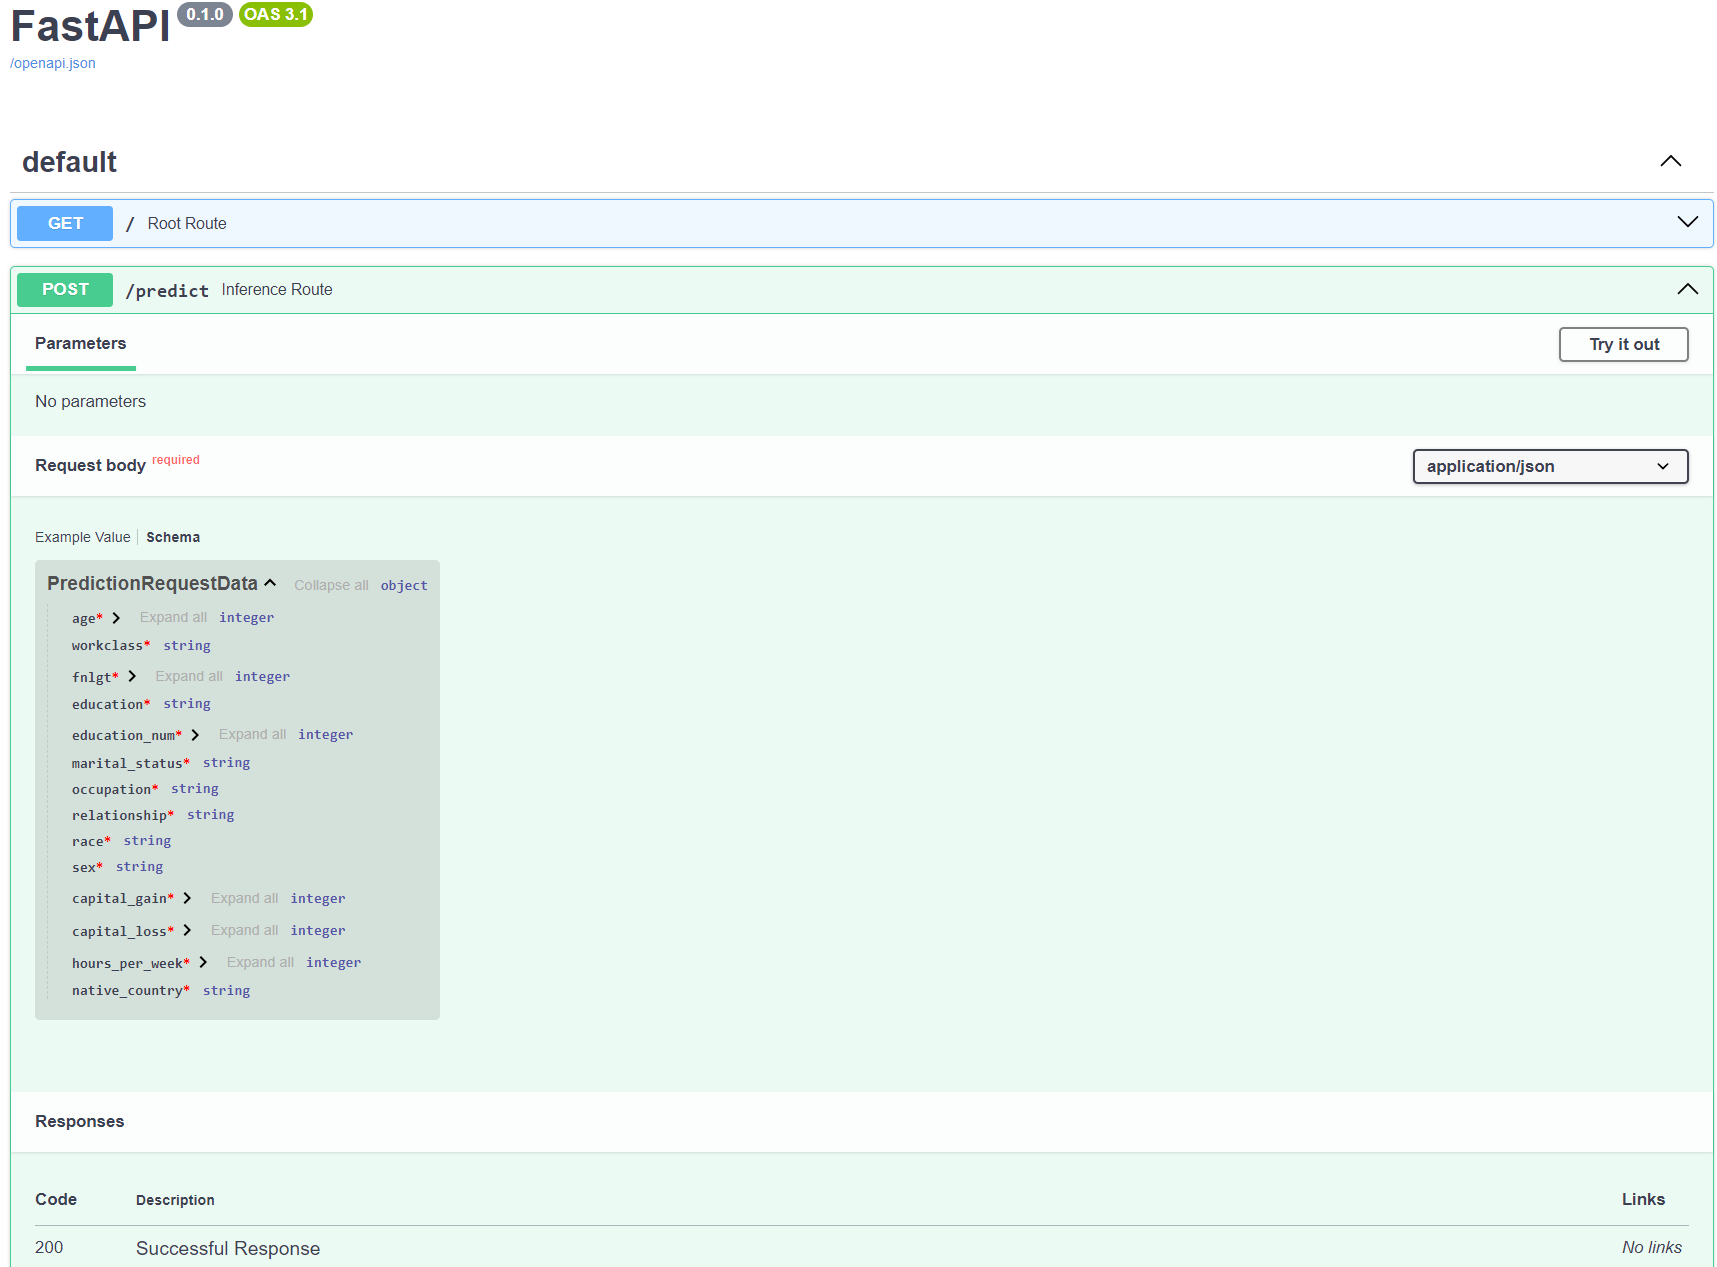 FastAPI 0.1.0 OAS 3.1
/openapi.json
default
GET / Root Route
POST /predict Inference Route
Parameters
Try it out
No parameters
Request body required
application/json
Example Value Schema
PredictionRequestData Collapse all object
age* Expand all integer
workclass* string
fnlgt* Expand all integer
education* string
education_num* Expand all integer
marital_status* string
occupation* string
relationship* string
race* string
sex* string
capital_gain* Expand all integer
capital_loss* Expand all integer
hours_per_week* Expand all integer
native_country* string
Responses
Code Description Links
200 Successful Response No links